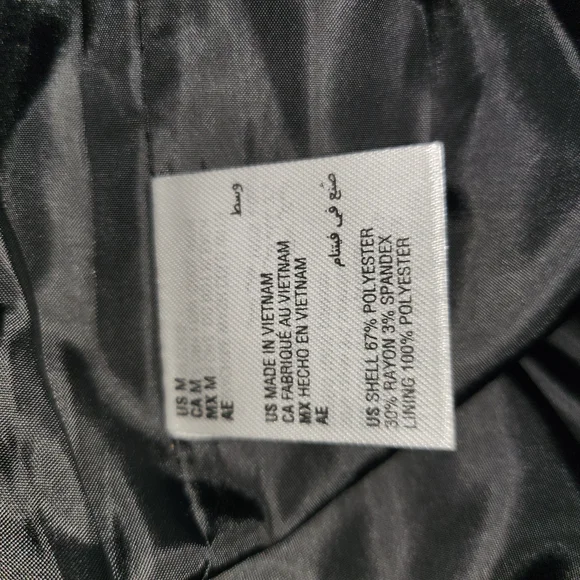 US M
CA M
MX M
AE وسط
US MADE IN VIETNAM
CA FABRIQUÉ AU VIETNAM
MX HECHO EN VIETNAM
AE صنع في فيتنام
US SHELL 67% POLYESTER
30% RAYON 3% SPANDEX
LINING 100% POLYESTER